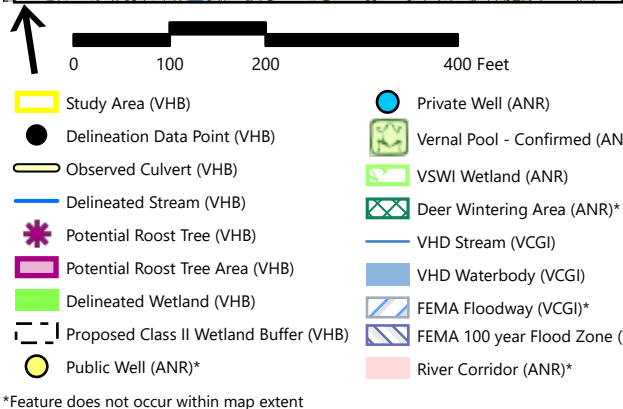 0 100 200 400 Feet
Study Area (VHB)
Delineation Data Point (VHB)
Observed Culvert (VHB)
Delineated Stream (VHB)
Potential Roost Tree (VHB)
Potential Roost Tree Area (VHB)
Delineated Wetland (VHB)
Proposed Class II Wetland Buffer (VHB)
Public Well (ANR)*
Private Well (ANR)
Vernal Pool - Confirmed (AN
VSWI Wetland (ANR)
Deer Wintering Area (ANR)*
VHD Stream (VCGI)
VHD Waterbody (VCGI)
FEMA Floodway (VCGI)*
FEMA 100 year Flood Zone (
River Corridor (ANR)*
*Feature does not occur within map extent